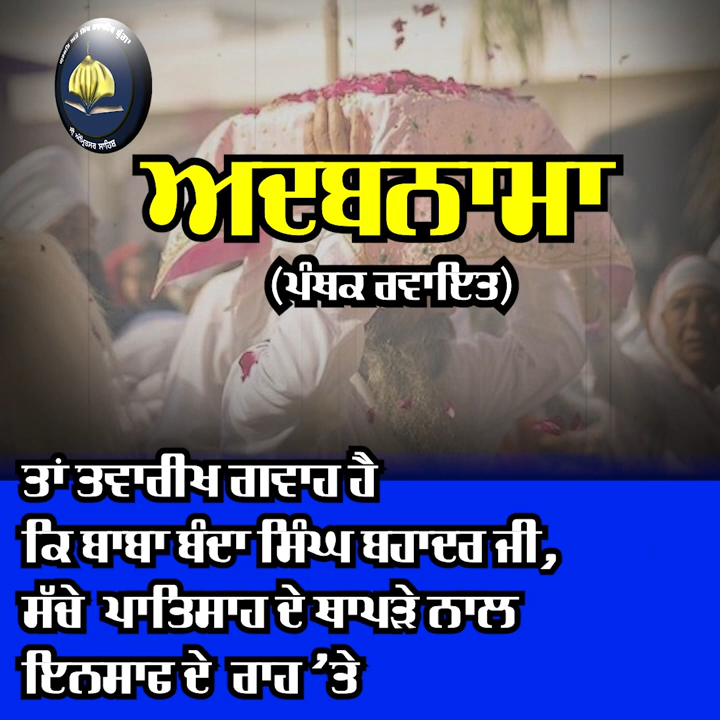 ਅਦਬਨਾਮਾ
(ਪੰਥਕ ਰਵਾਇਤ)
ਤਾਂ ਤਵਾਰੀਖ ਗਵਾਹ ਹੈ
ਕਿ ਬਾਬਾ ਬੰਦਾ ਸਿੰਘ ਬਹਾਦਰ ਜੀ,
ਸੱਚੇ ਪਾਤਿਸਾਹ ਦੇ ਥਾਪੜੇ ਨਾਲ
ਇਨਸਾਫ ਦੇ ਰਾਹ ’ਤੇ